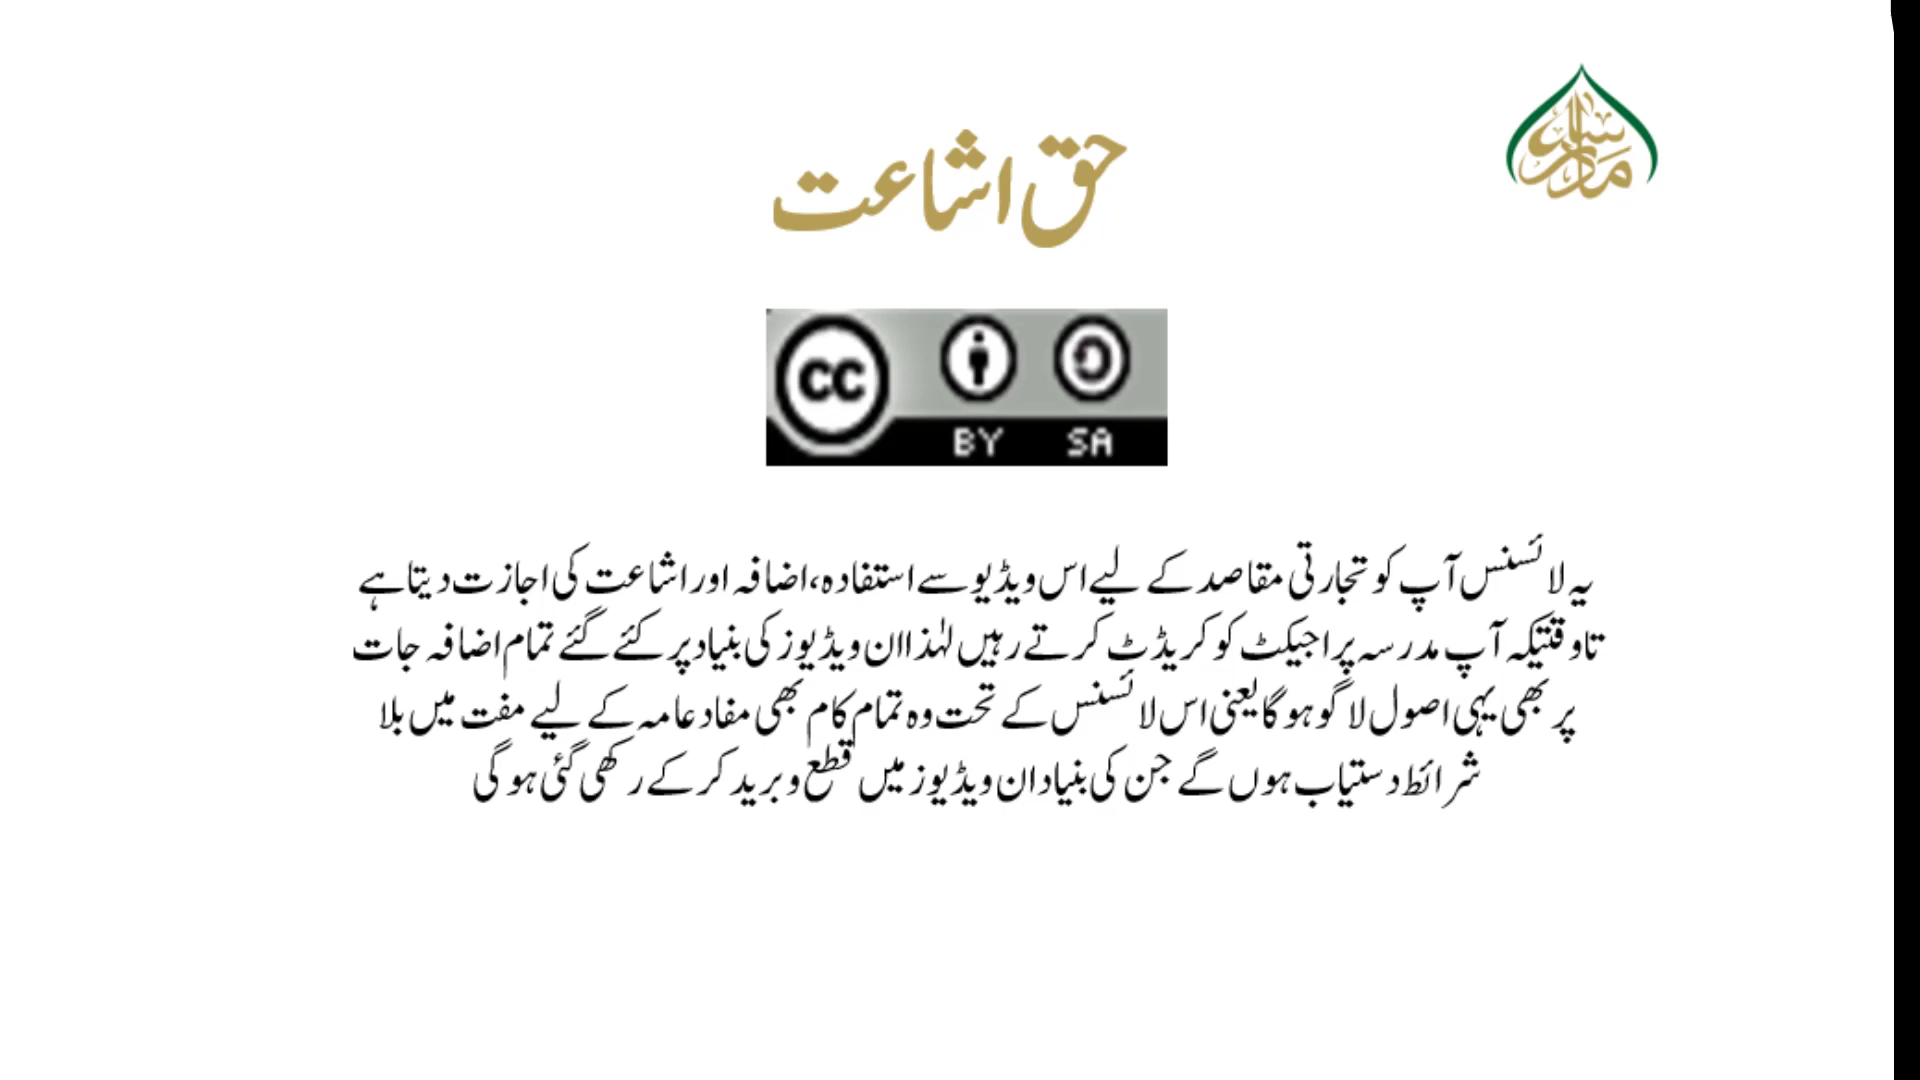 حق اشاعت
cc
BY SA
یہ لائسنس آپ کو تجارتی مقاصد کے لیے اس ویڈیو سے استفادہ، اضافہ اور اشاعت کی اجازت دیتا ہے
تاوقتیکہ آپ مدرسہ پراجیکٹ کو کریڈٹ کرتے رہیں لہٰذا ان ویڈیوز کی بنیاد پر کئے گئے تمام اضافہ جات
پر بھی یہی اصول لاگو ہو گا یعنی اس لائسنس کے تحت وہ تمام کام بھی مفاد عامہ کے لیے مفت میں بلا
شرائط دستیاب ہوں گے جن کی بنیاد ان ویڈیوز میں قطع و برید کر کے رکھی گئی ہو گی